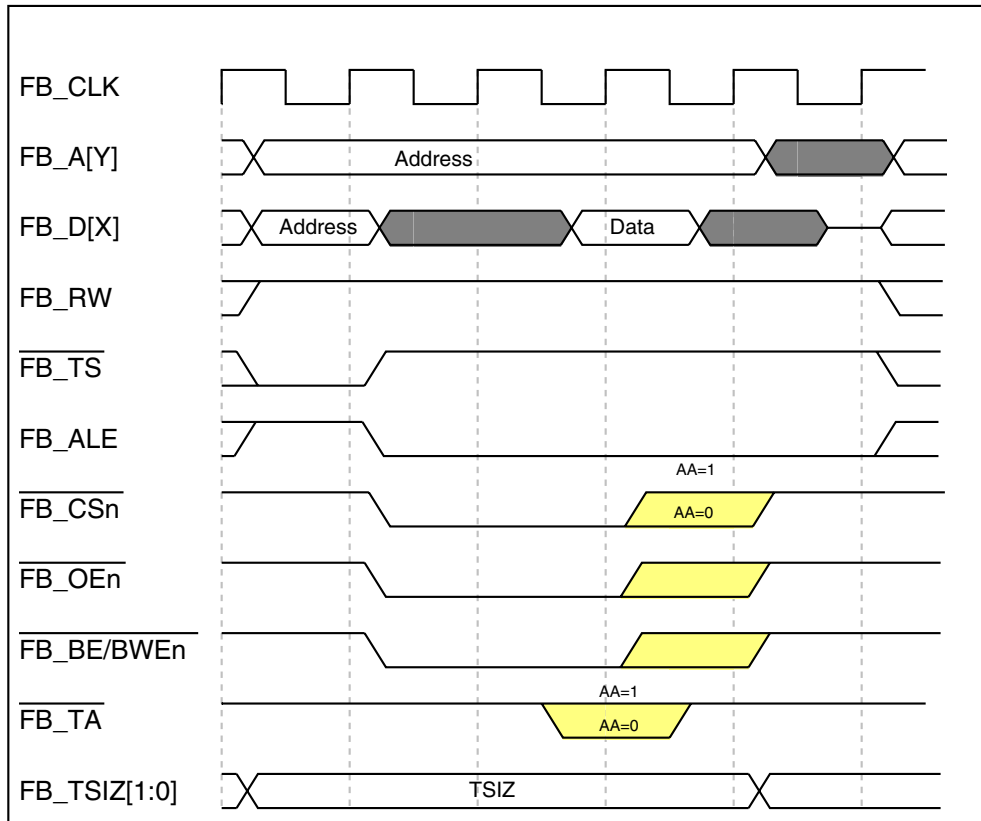 FB_CLK
FB_A[Y]
Address
FB_D[X]
Address
Data
FB_RW
FB_TS
FB_ALE
AA=1
FB_CSn
AA=0
FB_OEn
FB_BE/BWEn
AA=1
FB_TA
AA=0
FB_TSIZ[1:0]
TSIZ